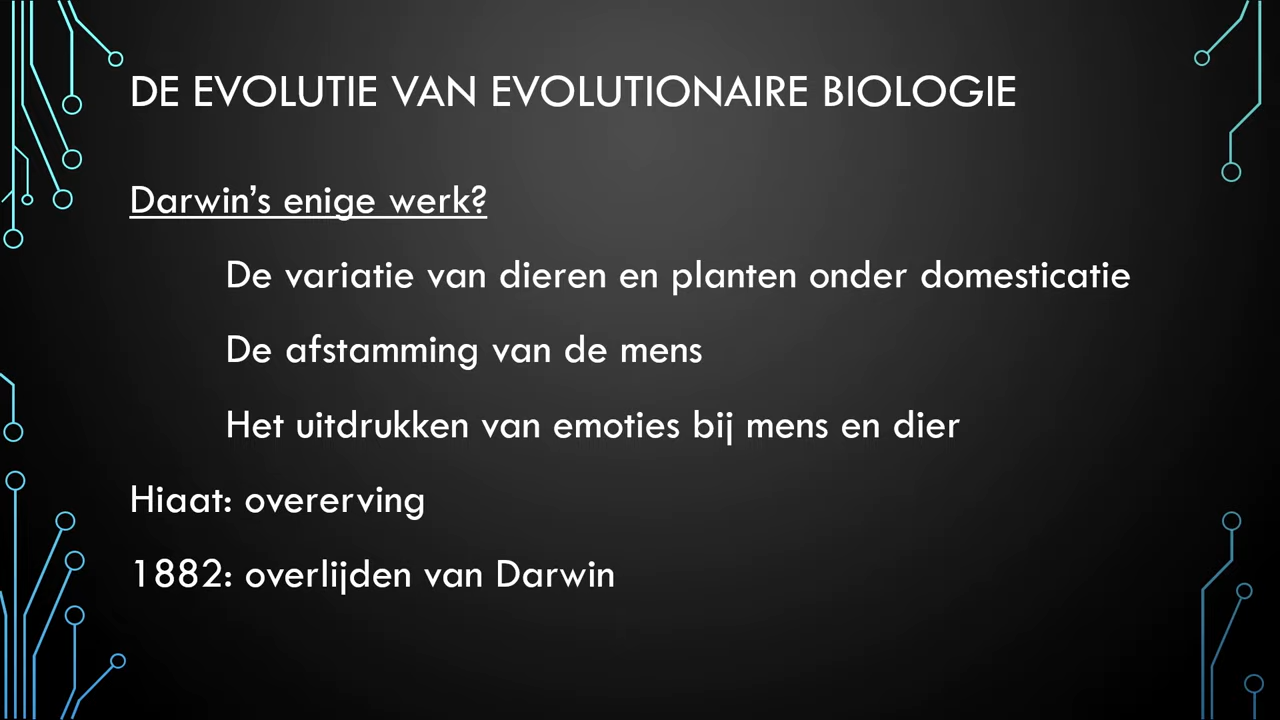 DE EVOLUTIE VAN EVOLUTIONAIRE BIOLOGIE
Darwin’s enige werk?
De variatie van dieren en planten onder domesticatie
De afstamming van de mens
Het uitdrukken van emoties bij mens en dier
Hiaat: overerving
1882: overlijden van Darwin